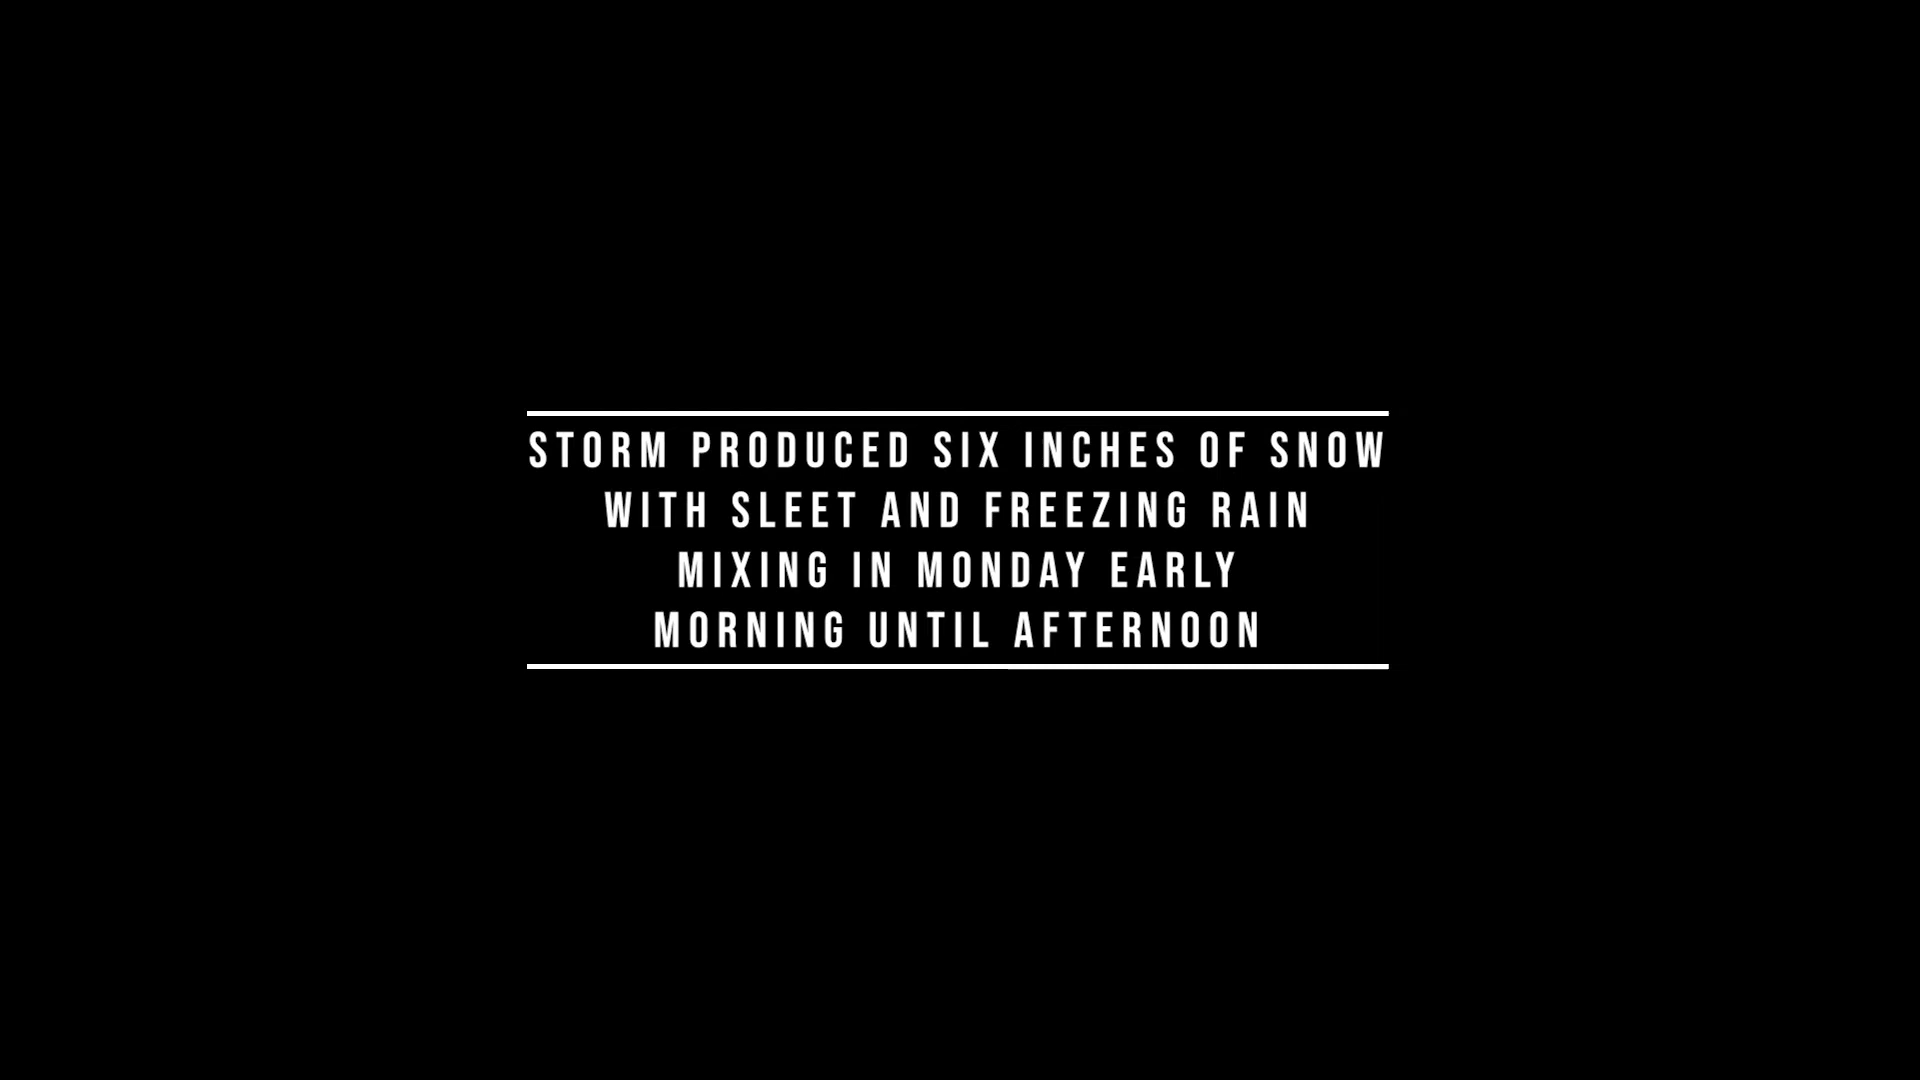 STORM PRODUCED SIX INCHES OF SNOW
WITH SLEET AND FREEZING RAIN
MIXING IN MONDAY EARLY
MORNING UNTIL AFTERNOON